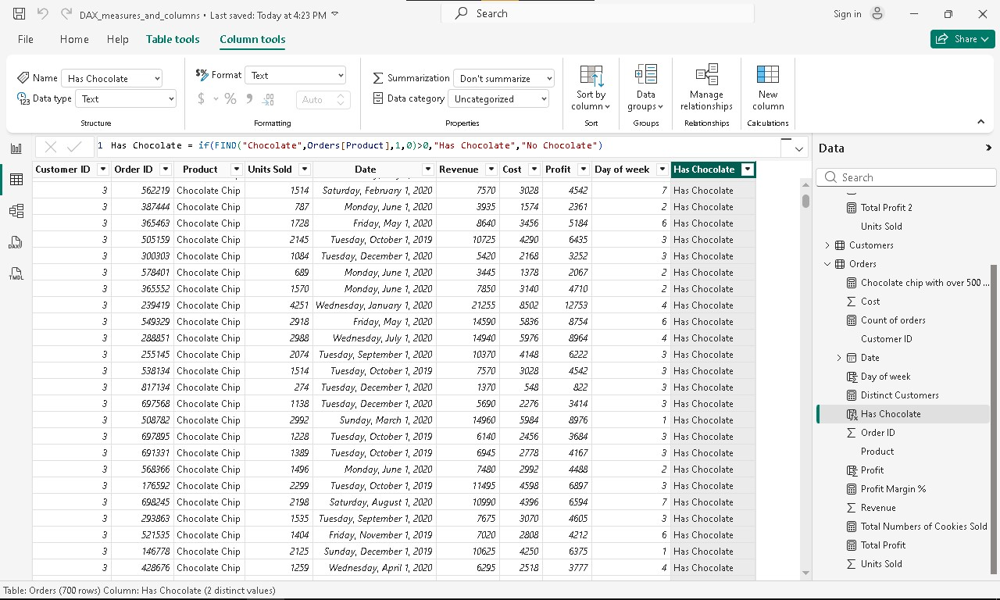 DAX_measures_and_columns • Last saved: Today at 4:23 PM
Search
Sign in
File Home Help Table tools Column tools
Share
Name Has Chocolate
Data type Text
Structure
$% Format Text
$ % 9 Auto
Formatting
Summarization Don't summarize
Data category Uncategorized
Properties
Sort by
column
Sort
Data
groups
Groups
Manage
relationships
Relationships
New
column
Calculations
1 Has Chocolate = if(FIND("Chocolate",Orders[Product],1,0)>0,"Has Chocolate","No Chocolate")
Customer ID Order ID Product Units Sold Date Revenue Cost Profit Day of week Has Chocolate
3 562219 Chocolate Chip 1514 Saturday, February 1, 2020 7570 3028 4542 7 Has Chocolate
3 387444 Chocolate Chip 787 Monday, June 1, 2020 3935 1574 2361 2 Has Chocolate
3 365463 Chocolate Chip 1728 Friday, May 1, 2020 8640 3456 5184 6 Has Chocolate
3 505159 Chocolate Chip 2145 Tuesday, October 1, 2019 10725 4290 6435 3 Has Chocolate
3 300303 Chocolate Chip 1084 Tuesday, December 1, 2020 5420 2168 3252 3 Has Chocolate
3 578401 Chocolate Chip 689 Monday, June 1, 2020 3445 1378 2067 2 Has Chocolate
3 365552 Chocolate Chip 1570 Monday, June 1, 2020 7850 3140 4710 2 Has Chocolate
3 239419 Chocolate Chip 4251 Wednesday, January 1, 2020 21255 8502 12753 4 Has Chocolate
3 549329 Chocolate Chip 2918 Friday, May 1, 2020 14590 5836 8754 6 Has Chocolate
3 288851 Chocolate Chip 2988 Wednesday, July 1, 2020 14940 5976 8964 4 Has Chocolate
3 255145 Chocolate Chip 2074 Tuesday, September 1, 2020 10370 4148 6222 3 Has Chocolate
3 538134 Chocolate Chip 1514 Tuesday, October 1, 2019 7570 3028 4542 3 Has Chocolate
3 817134 Chocolate Chip 274 Tuesday, December 1, 2020 1370 548 822 3 Has Chocolate
3 697568 Chocolate Chip 1138 Tuesday, December 1, 2020 5690 2276 3414 3 Has Chocolate
3 508782 Chocolate Chip 2992 Sunday, March 1, 2020 14960 5984 8976 1 Has Chocolate
3 697895 Chocolate Chip 1228 Tuesday, October 1, 2019 6140 2456 3684 3 Has Chocolate
3 691331 Chocolate Chip 1389 Tuesday, October 1, 2019 6945 2778 4167 3 Has Chocolate
3 568366 Chocolate Chip 1496 Monday, June 1, 2020 7480 2992 4488 2 Has Chocolate
3 176592 Chocolate Chip 2299 Tuesday, October 1, 2019 11495 4598 6897 3 Has Chocolate
3 698245 Chocolate Chip 2198 Saturday, August 1, 2020 10990 4396 6594 7 Has Chocolate
3 293863 Chocolate Chip 1535 Tuesday, September 1, 2020 7675 3070 4605 3 Has Chocolate
3 521535 Chocolate Chip 1404 Friday, November 1, 2019 7020 2808 4212 6 Has Chocolate
3 146778 Chocolate Chip 2125 Sunday, December 1, 2019 10625 4250 6375 1 Has Chocolate
3 428676 Chocolate Chip 1259 Wednesday, April 1, 2020 6295 2518 3777 4 Has Chocolate
Data
Search
Total Profit 2
Units Sold
Customers
Orders
Chocolate chip with over 500 ...
Cost
Count of orders
Customer ID
Date
Day of week
Distinct Customers
Has Chocolate
Order ID
Product
Profit
Profit Margin %
Revenue
Total Numbers of Cookies Sold
Total Profit
Units Sold
DAX
TMDL
Table: Orders (700 rows) Column: Has Chocolate (2 distinct values)